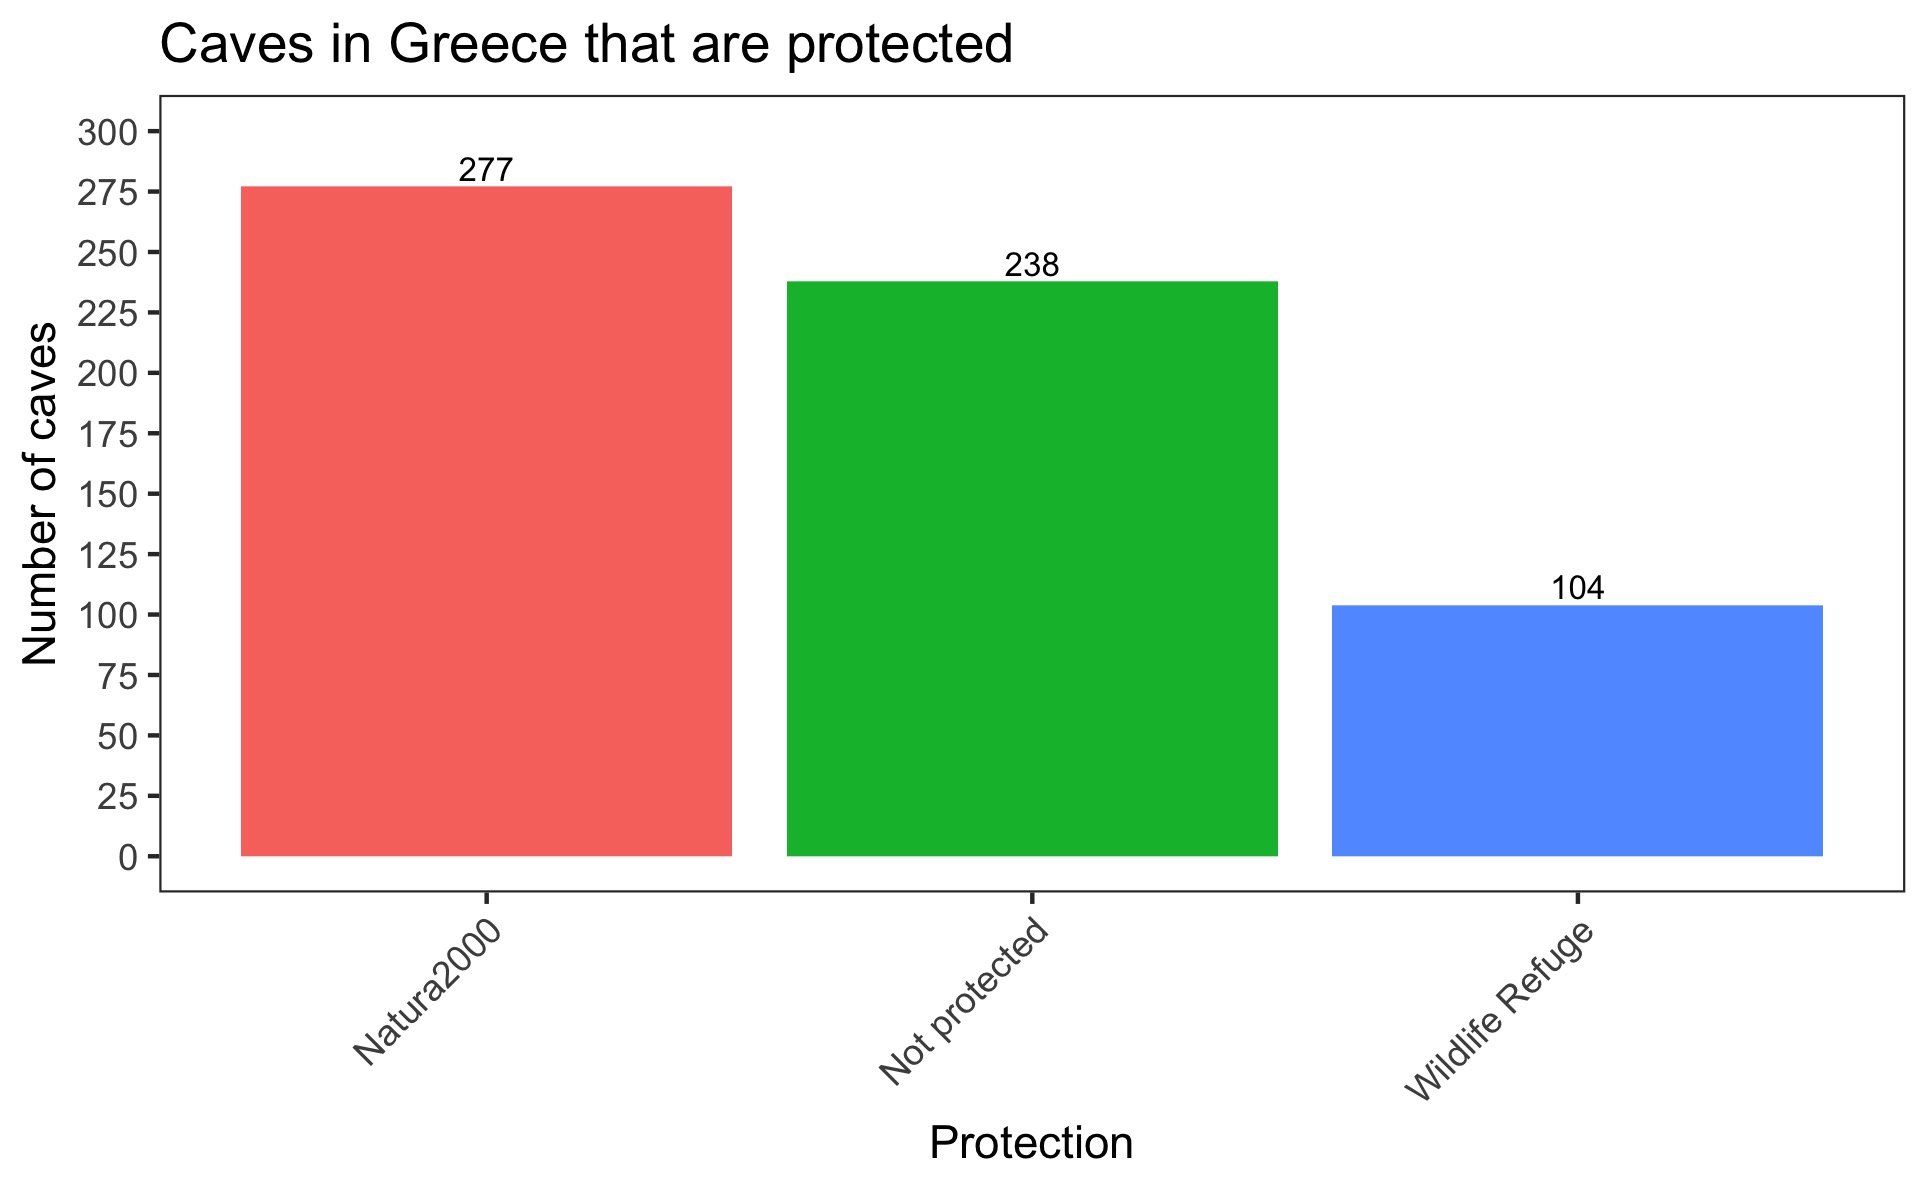 Caves in Greece that are protected
300
275
250
225
200
175
150
125
100
75
50
25
0
Number of caves
277
238
104
Natura2000
Not protected
Wildlife Refuge
Protection